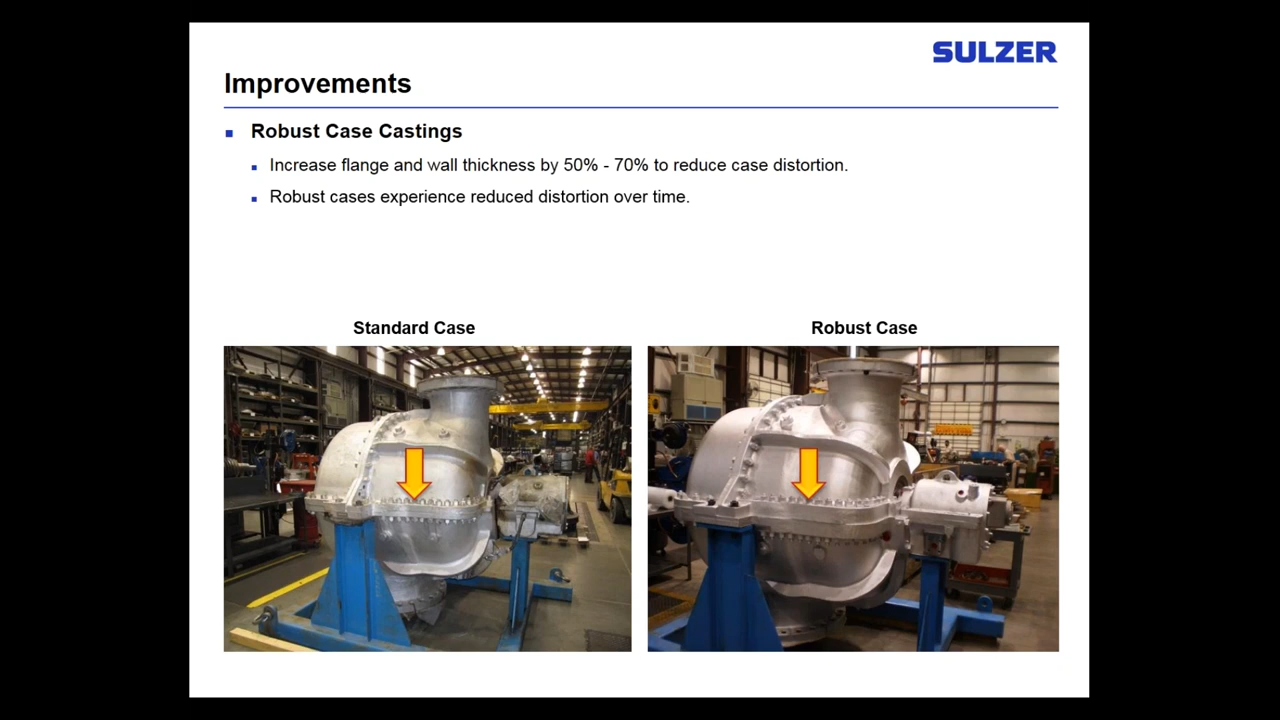 SULZER
Improvements
Robust Case Castings
Increase flange and wall thickness by 50% - 70% to reduce case distortion.
Robust cases experience reduced distortion over time.
Standard Case
Robust Case